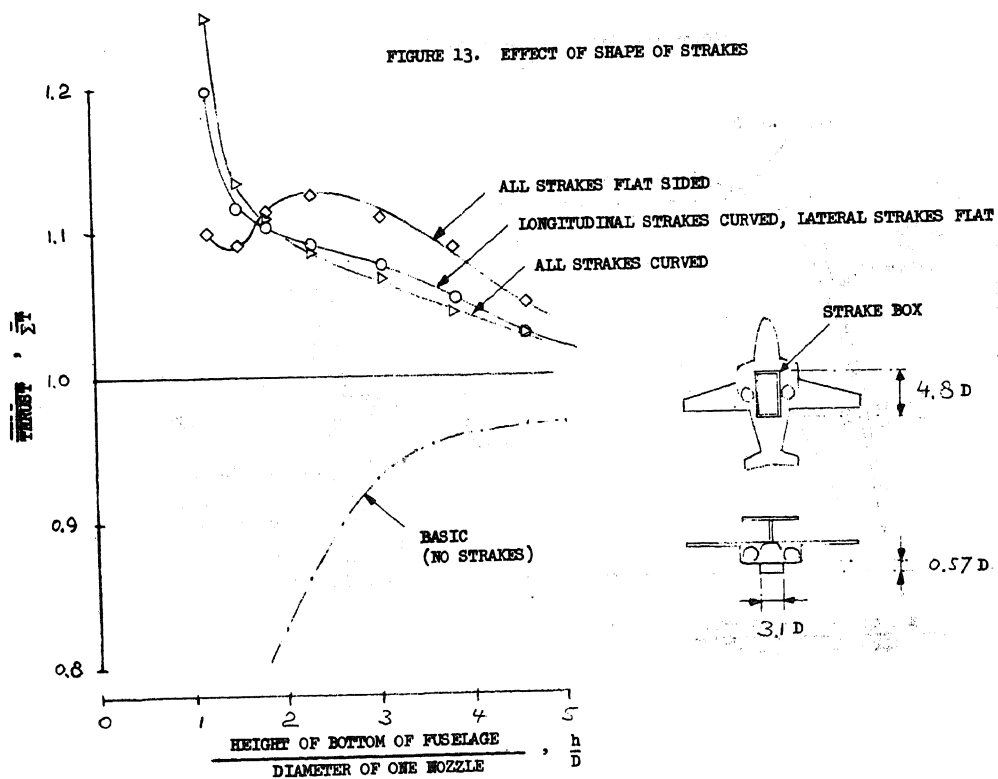 FIGURE 13. EFFECT OF SHAPE OF STRAKES
1.2
1.1
1.0
0.9
0.8
THRUST
ALL STRAKES FLAT SIDED
LONGITUDINAL STRAKES CURVED, LATERAL STRAKES FLAT
ALL STRAKES CURVED
STRAKE BOX
4.8 D
BASIC
(NO STRAKES)
0.57 D
3.1 D
0 1 2 3 4 5
HEIGHT OF BOTTOM OF FUSELAGE
DIAMETER OF ONE NOZZLE
, h
D